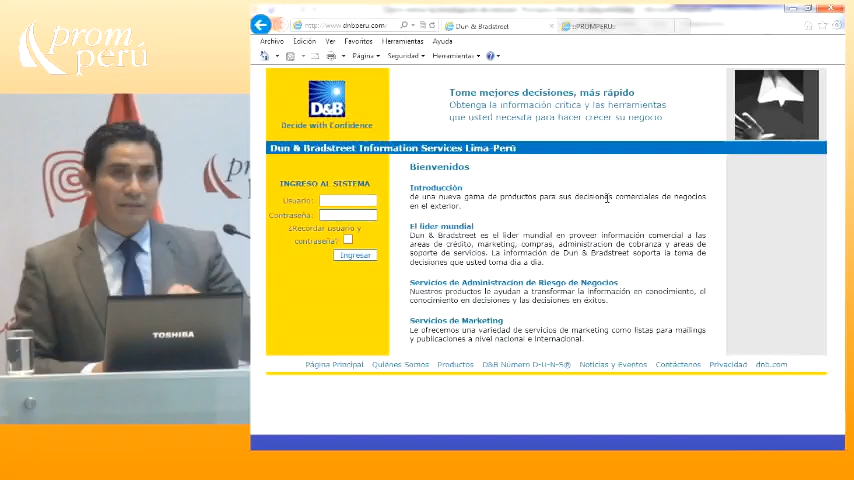 prom
perú
http://www.dnbperu.com/
Dun & Bradstreet
::PROMPERU::
Archivo Edición Ver Favoritos Herramientas Ayuda
Página Seguridad Herramientas
D&B
Decide with Confidence
Tome mejores decisiones, más rápido
Obtenga la información crítica y las herramientas
que usted necesita para hacer crecer su negocio
Dun & Bradstreet Information Services Lima-Perú
INGRESO AL SISTEMA
Usuario:
Contraseña:
¿Recordar usuario y
contraseña?
Ingresar
Bienvenidos
Introducción
de una nueva gama de productos para sus decisiones comerciales de negocios
en el exterior.
El líder mundial
Dun & Bradstreet es el líder mundial en proveer información comercial a las
áreas de crédito, marketing, compras, administracion de cobranza y areas de
soporte de servicios. La información de Dun & Bradstreet soporta la toma de
decisiones que usted toma día a día.
Servicios de Administracion de Riesgo de Negocios
Nuestros productos le ayudan a transformar la información en conocimiento, el
conocimiento en decisiones y las decisiones en éxitos.
Servicios de Marketing
Le ofrecemos una variedad de servicios de marketing como listas para mailings
y publicaciones a nivel nacional e internacional.
Página Principal Quiénes Somos Productos D&B Número D-U-N-S® Noticias y Eventos Contáctenos Privacidad dnb.com
TOSHIBA